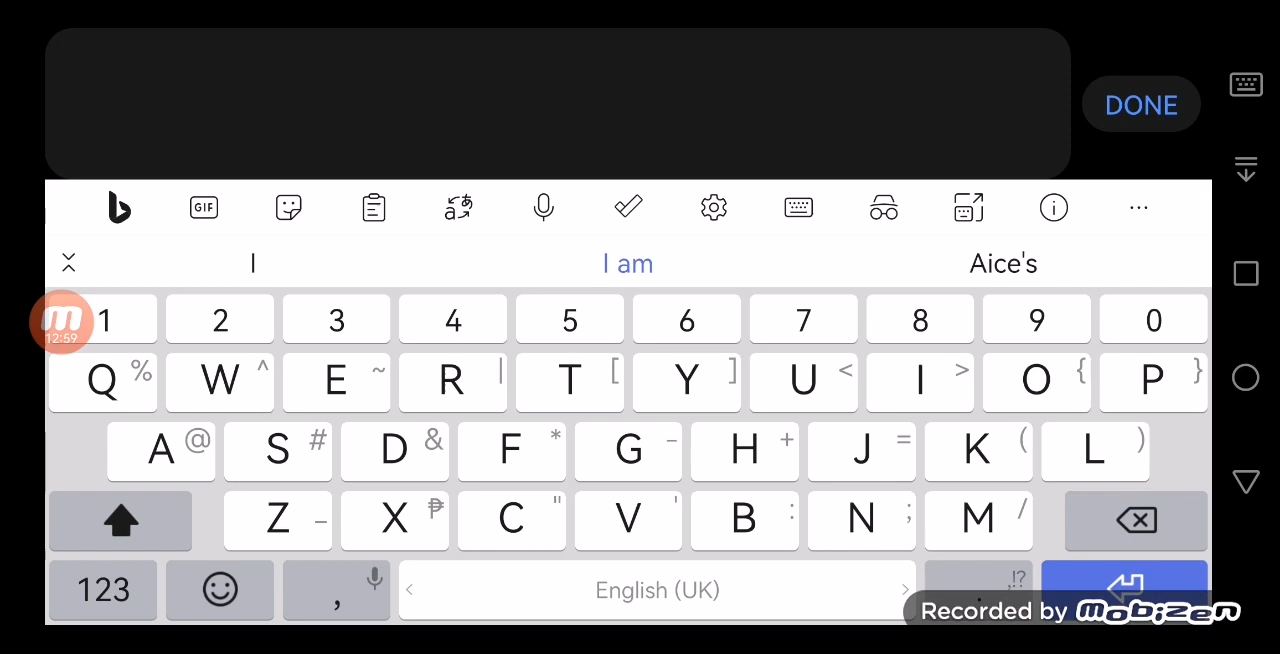 DONE
GIF
I I am Aice's
1 2 3 4 5 6 7 8 9 0
12:59
Q % W ^ E ~ R | T [ Y ] U < I > O { P }
A @ S # D & F * G - H + J = K ( L )
Z _ X ₱ C " V ' B : N ; M /
123 , < English (UK) > . ,!?
Recorded by mobizen